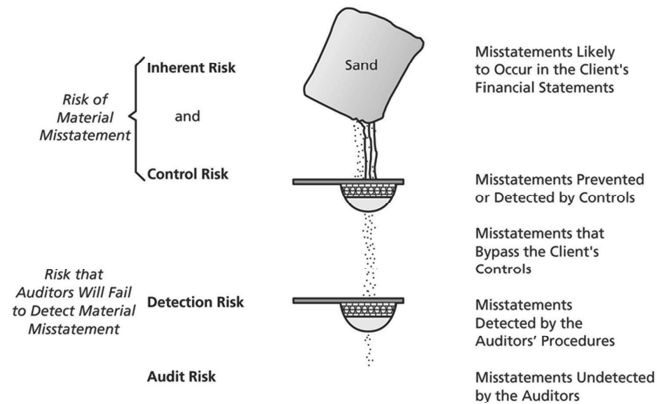 Inherent Risk
Sand
Misstatements Likely
to Occur in the Client's
Financial Statements
Risk of
Material
Misstatement
and
Control Risk
Misstatements Prevented
or Detected by Controls
Misstatements that
Bypass the Client's
Controls
Risk that
Auditors Will Fail
to Detect Material
Misstatement
Detection Risk
Misstatements
Detected by the
Auditors' Procedures
Audit Risk
Misstatements Undetected
by the Auditors